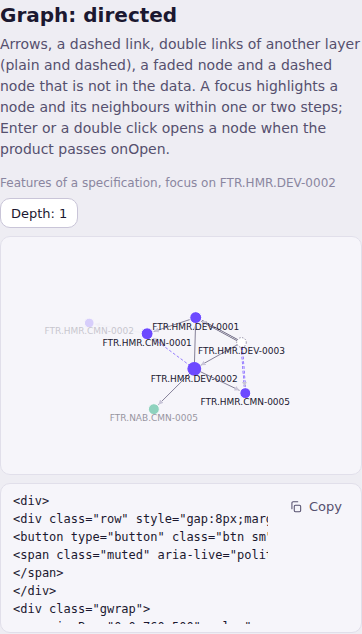 Graph: directed
Arrows, a dashed link, double links of another layer
(plain and dashed), a faded node and a dashed
node that is not in the data. A focus highlights a
node and its neighbours within one or two steps;
Enter or a double click opens a node when the
product passes onOpen.
Features of a specification, focus on FTR.HMR.DEV-0002
Depth: 1
FTR.HMR.DEV-0001
FTR.HMR.CMN-0002
FTR.HMR.CMN-0001
FTR.HMR.DEV-0003
FTR.HMR.DEV-0002
FTR.HMR.CMN-0005
FTR.NAB.CMN-0005
Copy
<div>
<div class="row" style="gap:8px;marg
<button type="button" class="btn sm
<span class="muted" aria-live="polit
</span>
</div>
<div class="gwrap">